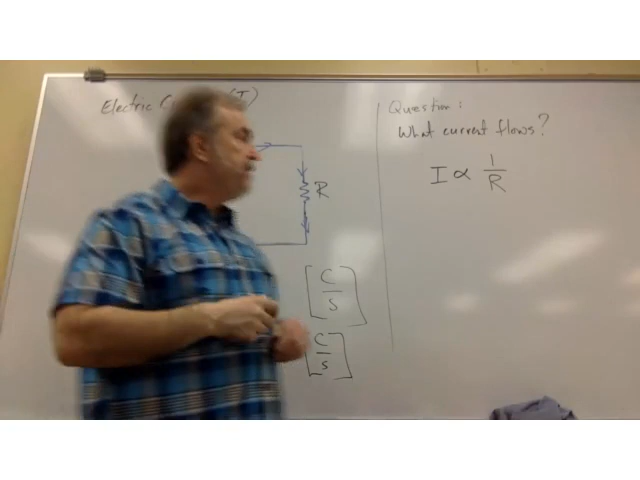 Electric (I)
R
[C/s]
[C/s]
Question:
What current flows?
I ∝ 1/R